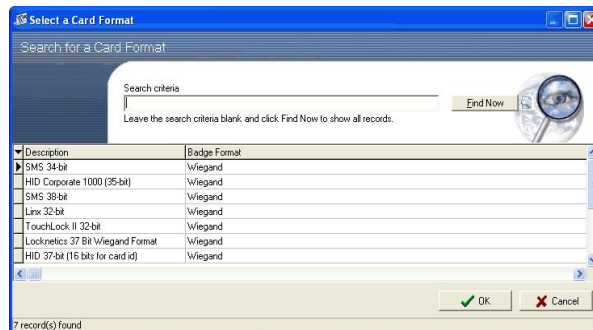 Select a Card Format
Search for a Card Format
Search criteria
Find Now
Leave the search criteria blank and click Find Now to show all records.
Description Badge Format
SMS 34-bit Wiegand
HID Corporate 1000 (35-bit) Wiegand
SMS 38-bit Wiegand
Linx 32-bit Wiegand
TouchLock II 32-bit Wiegand
Locknetics 37 Bit Wiegand Format Wiegand
HID 37-bit (16 bits for card id) Wiegand
OK Cancel
7 record(s) found